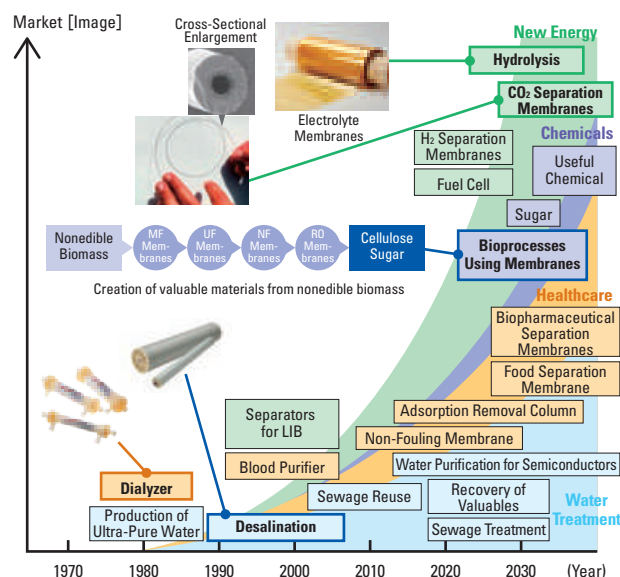 Market [Image]
Cross-Sectional
Enlargement
Electrolyte
Membranes
New Energy
Hydrolysis
CO₂ Separation
Membranes
H₂ Separation
Membranes
Fuel Cell
Chemicals
Useful
Chemical
Sugar
Nonedible
Biomass
MF
Mem-
branes
UF
Mem-
branes
NF
Mem-
branes
RO
Mem-
branes
Cellulose
Sugar
Bioprocesses
Using Membranes
Creation of valuable materials from nonedible biomass
Healthcare
Biopharmaceutical
Separation
Membranes
Food Separation
Membrane
Adsorption Removal Column
Separators
for LIB
Non-Fouling Membrane
Blood Purifier
Water Purification for Semiconductors
Dialyzer
Sewage Reuse
Recovery of
Valuables
Water
Treatment
Production of
Ultra-Pure Water
Desalination
Sewage Treatment
1970
1980
1990
2000
2010
2020
2030
(Year)